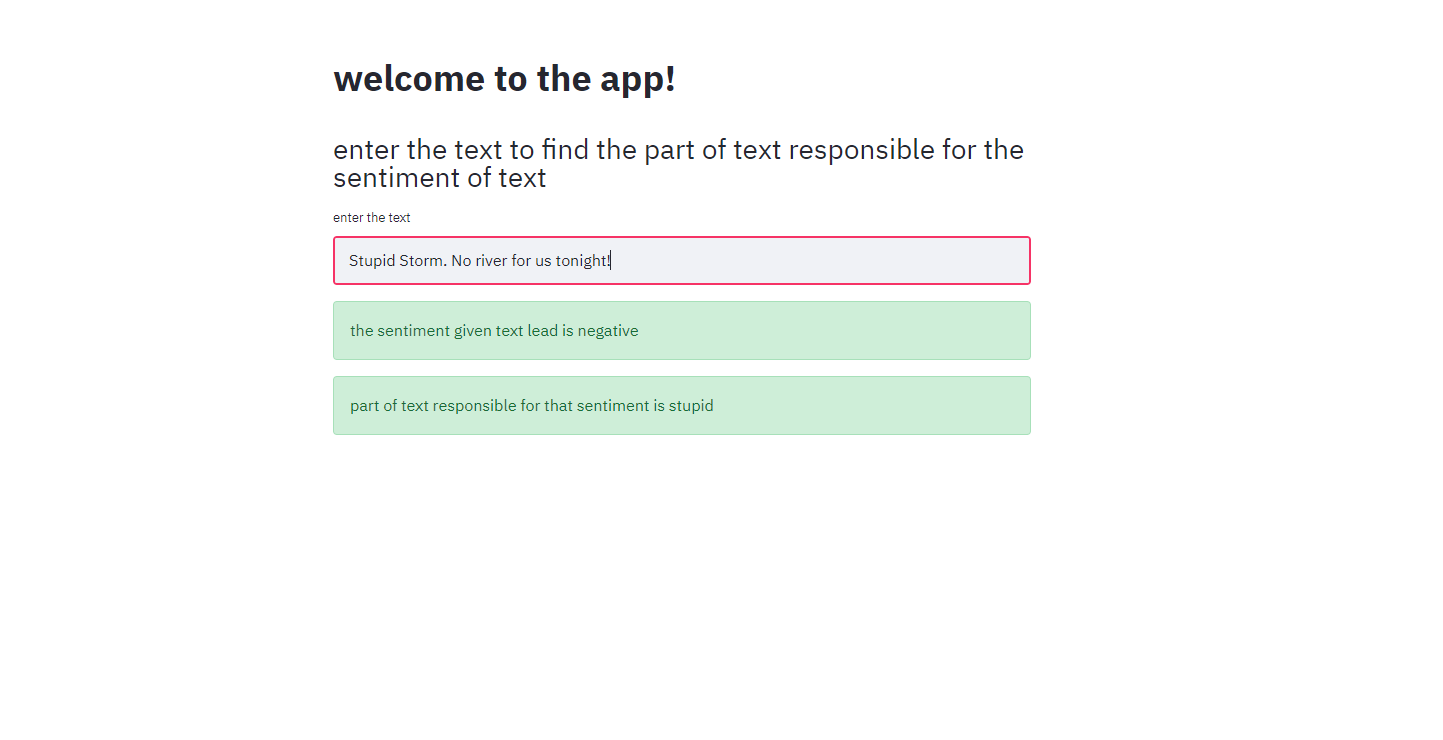 welcome to the app!
enter the text to find the part of text responsible for the
sentiment of text
enter the text
Stupid Storm. No river for us tonight!
the sentiment given text lead is negative
part of text responsible for that sentiment is stupid